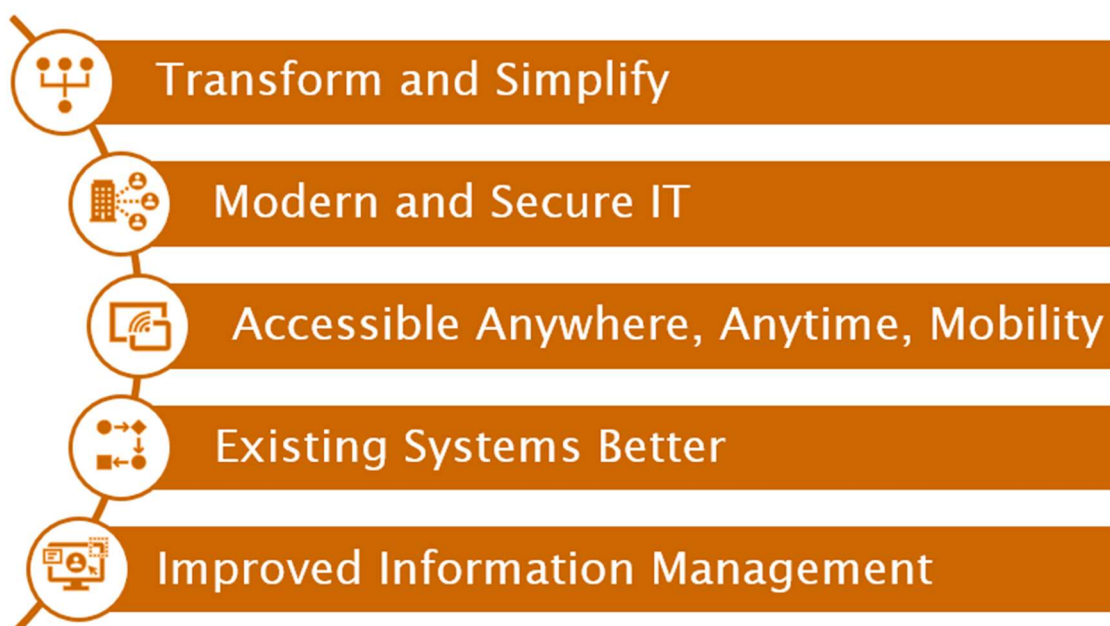 Transform and Simplify
Modern and Secure IT
Accessible Anywhere, Anytime, Mobility
Existing Systems Better
Improved Information Management